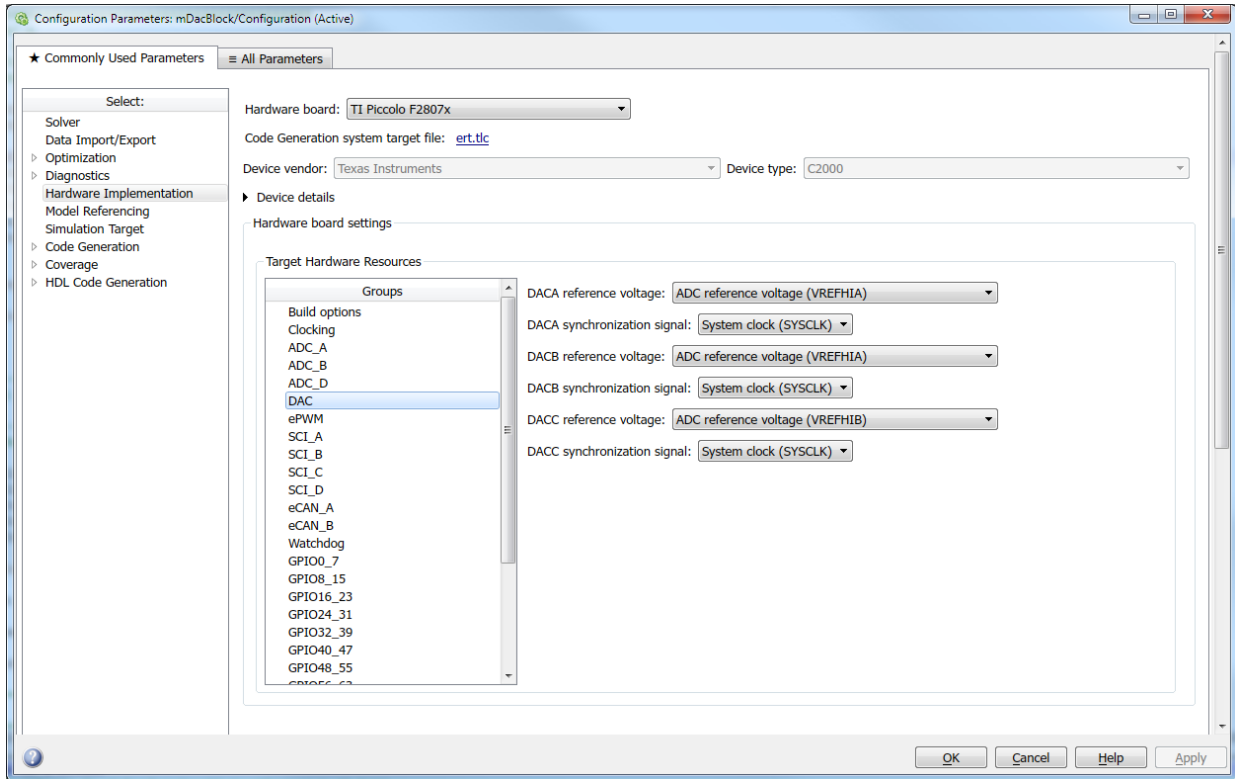 Configuration Parameters: mDacBlock/Configuration (Active)
★ Commonly Used Parameters
≡ All Parameters
Select:
Solver
Data Import/Export
Optimization
Diagnostics
Hardware Implementation
Model Referencing
Simulation Target
Code Generation
Coverage
HDL Code Generation
Hardware board: TI Piccolo F2807x
Code Generation system target file: ert.tlc
Device vendor: Texas Instruments Device type: C2000
Device details
Hardware board settings
Target Hardware Resources
Groups
Build options
Clocking
ADC_A
ADC_B
ADC_D
DAC
ePWM
SCI_A
SCI_B
SCI_C
SCI_D
eCAN_A
eCAN_B
Watchdog
GPIO0_7
GPIO8_15
GPIO16_23
GPIO24_31
GPIO32_39
GPIO40_47
GPIO48_55
DACA reference voltage: ADC reference voltage (VREFHIA)
DACA synchronization signal: System clock (SYSCLK)
DACB reference voltage: ADC reference voltage (VREFHIA)
DACB synchronization signal: System clock (SYSCLK)
DACC reference voltage: ADC reference voltage (VREFHIB)
DACC synchronization signal: System clock (SYSCLK)
OK Cancel Help Apply